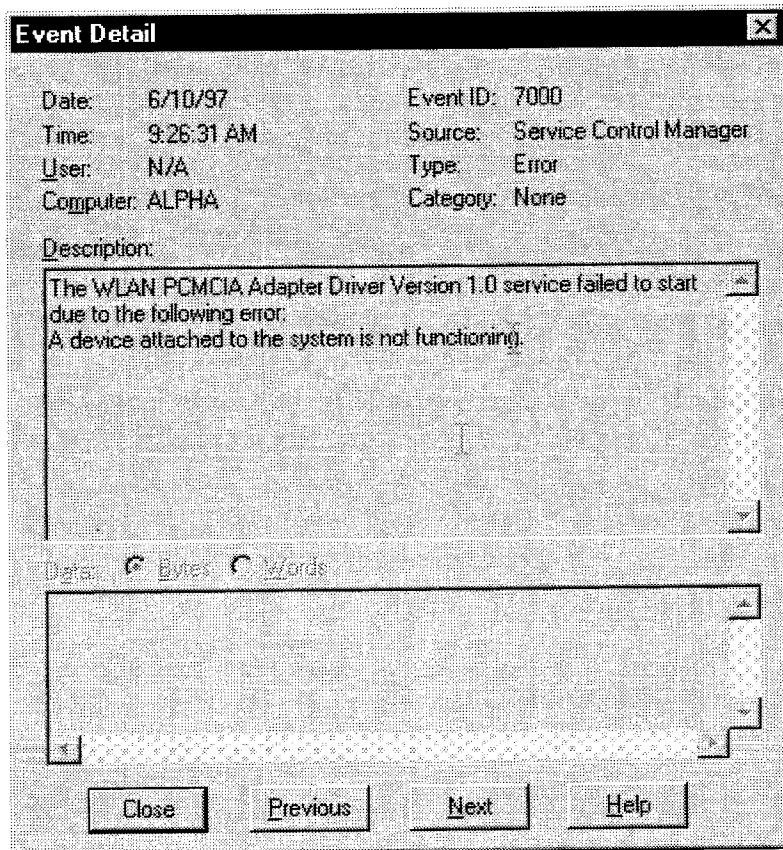 Event Detail
Date: 6/10/97 Event ID: 7000
Time: 9:26:31 AM Source: Service Control Manager
User: N/A Type: Error
Computer: ALPHA Category: None
Description:
The WLAN PCMCIA Adapter Driver Version 1.0 service failed to start
due to the following error:
A device attached to the system is not functioning.
Data: Bytes Words
Close Previous Next Help